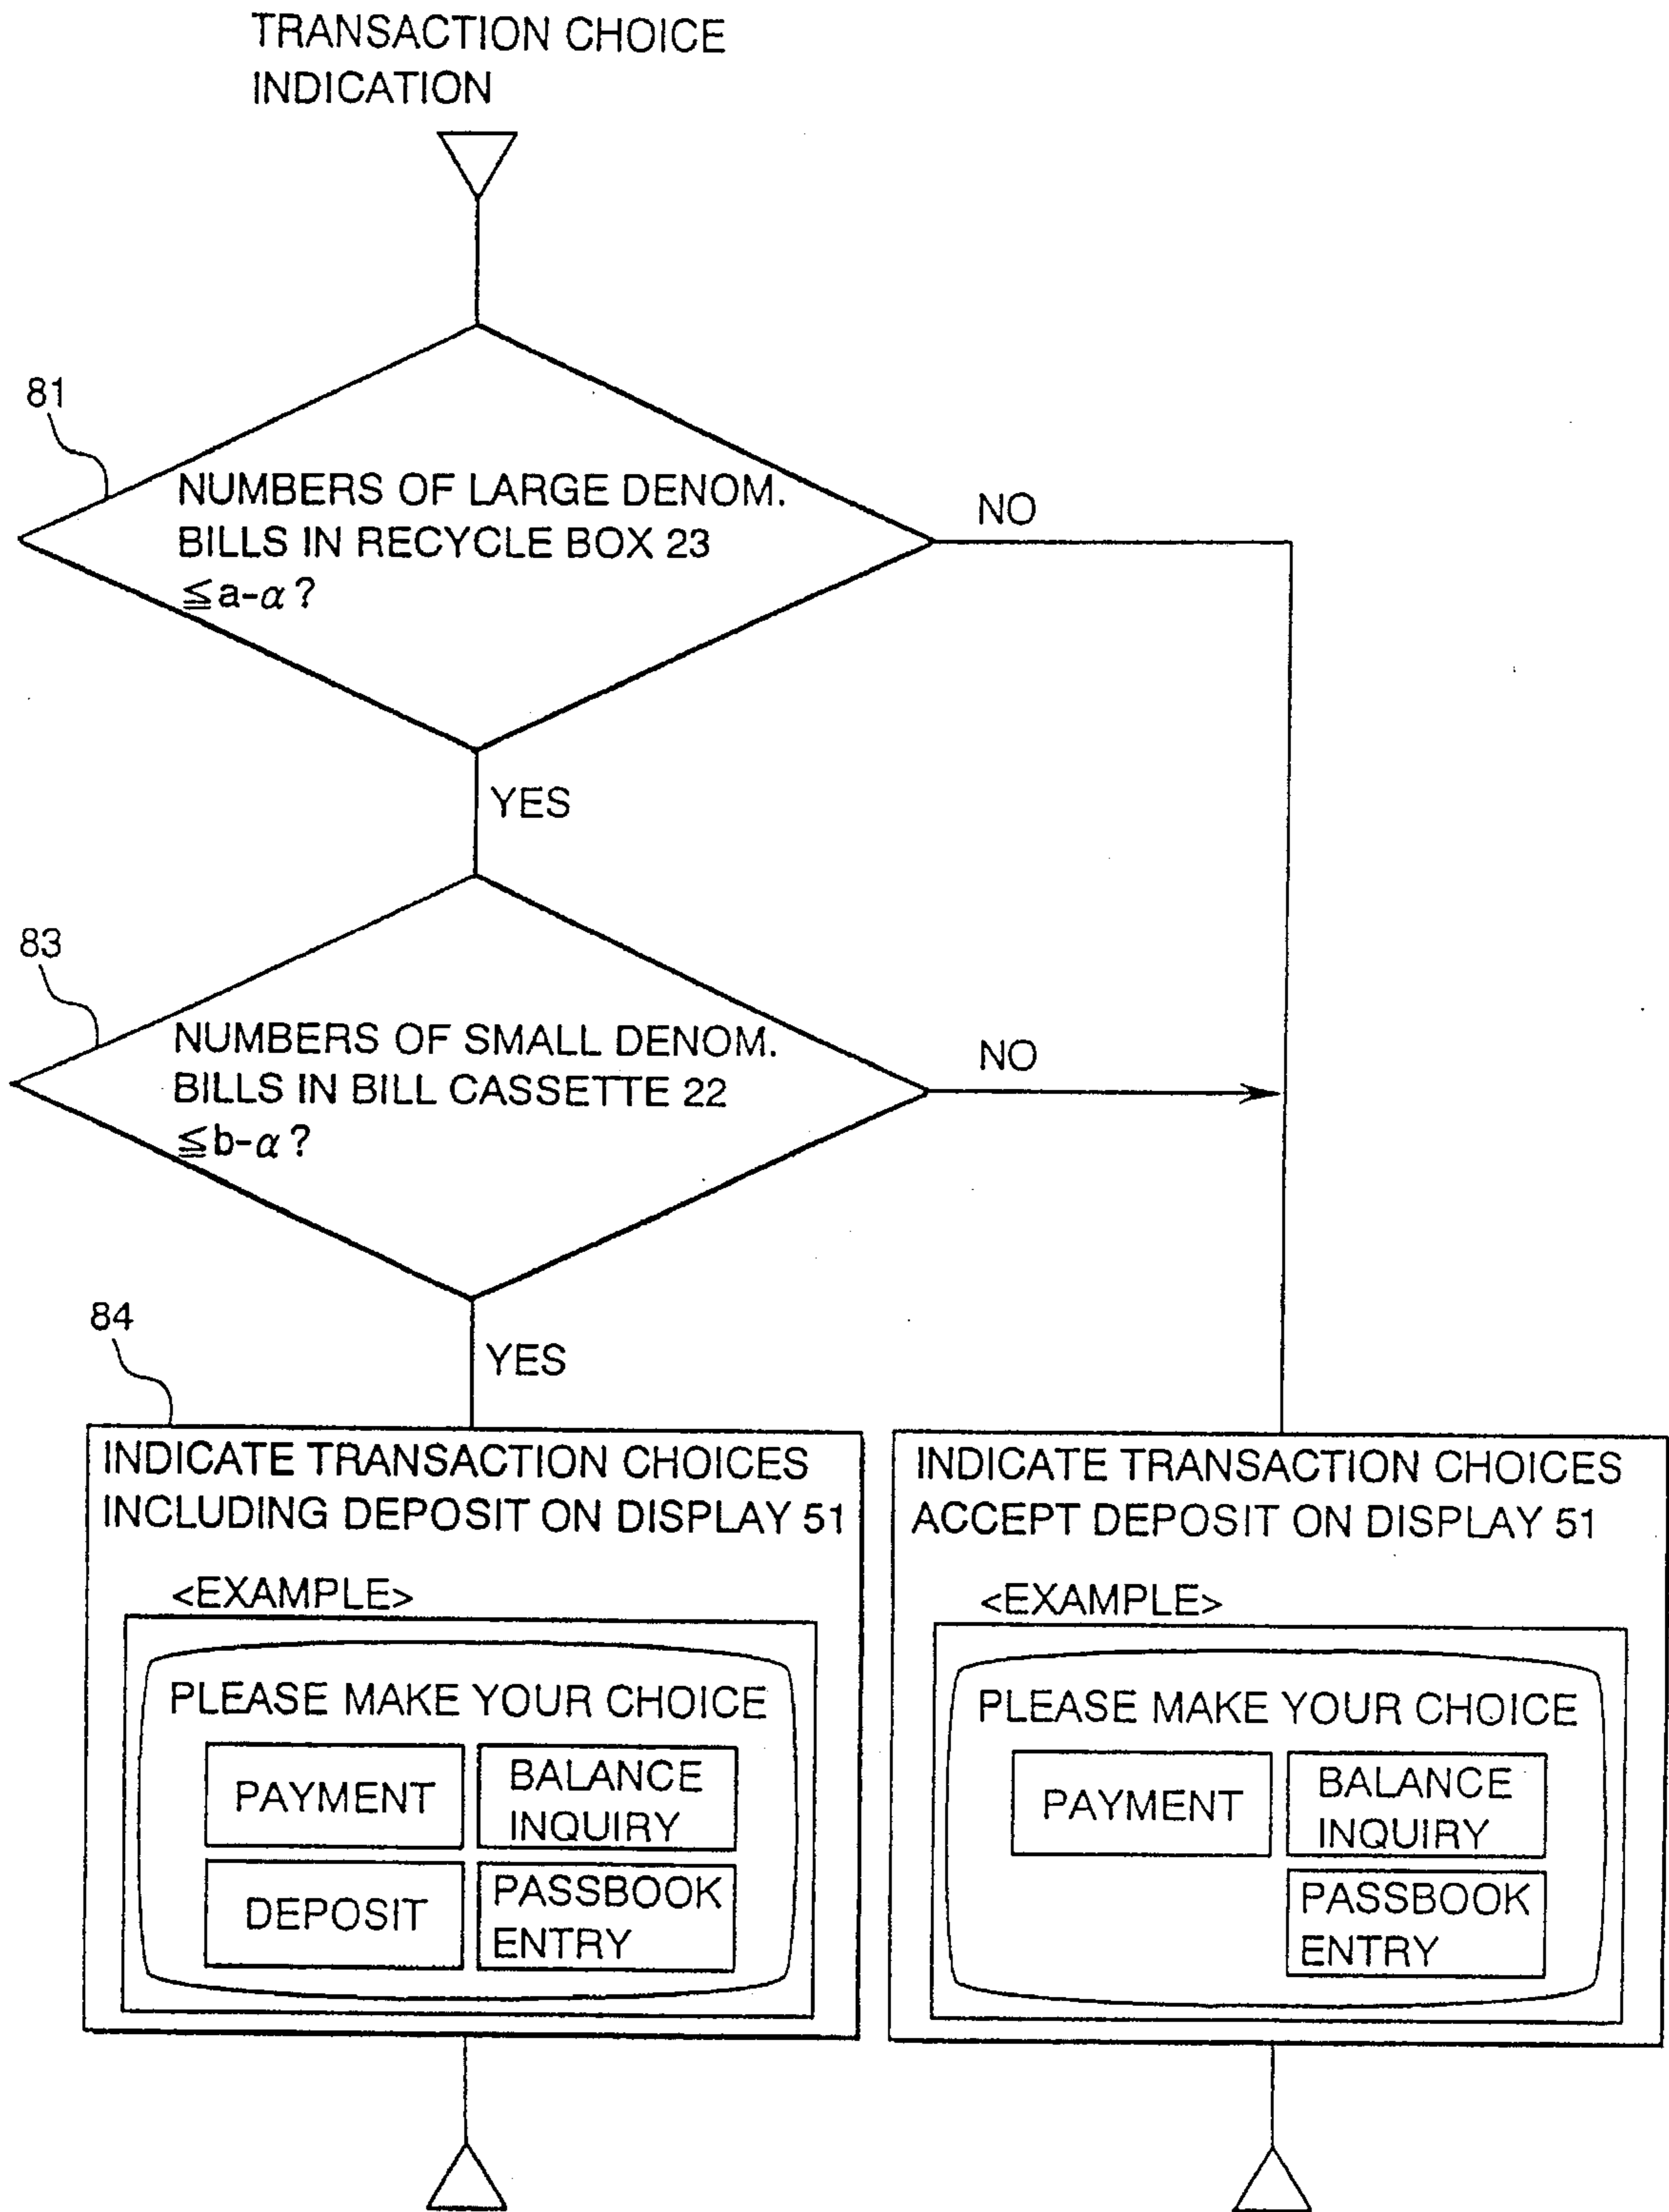 TRANSACTION CHOICE
INDICATION
81
NUMBERS OF LARGE DENOM.
BILLS IN RECYCLE BOX 23
≦a-α?
NO
YES
83
NUMBERS OF SMALL DENOM.
BILLS IN BILL CASSETTE 22
≦b-α?
NO
YES
84
INDICATE TRANSACTION CHOICES
INCLUDING DEPOSIT ON DISPLAY 51
<EXAMPLE>
PLEASE MAKE YOUR CHOICE
PAYMENT
BALANCE
INQUIRY
DEPOSIT
PASSBOOK
ENTRY
INDICATE TRANSACTION CHOICES
ACCEPT DEPOSIT ON DISPLAY 51
<EXAMPLE>
PLEASE MAKE YOUR CHOICE
PAYMENT
BALANCE
INQUIRY
PASSBOOK
ENTRY